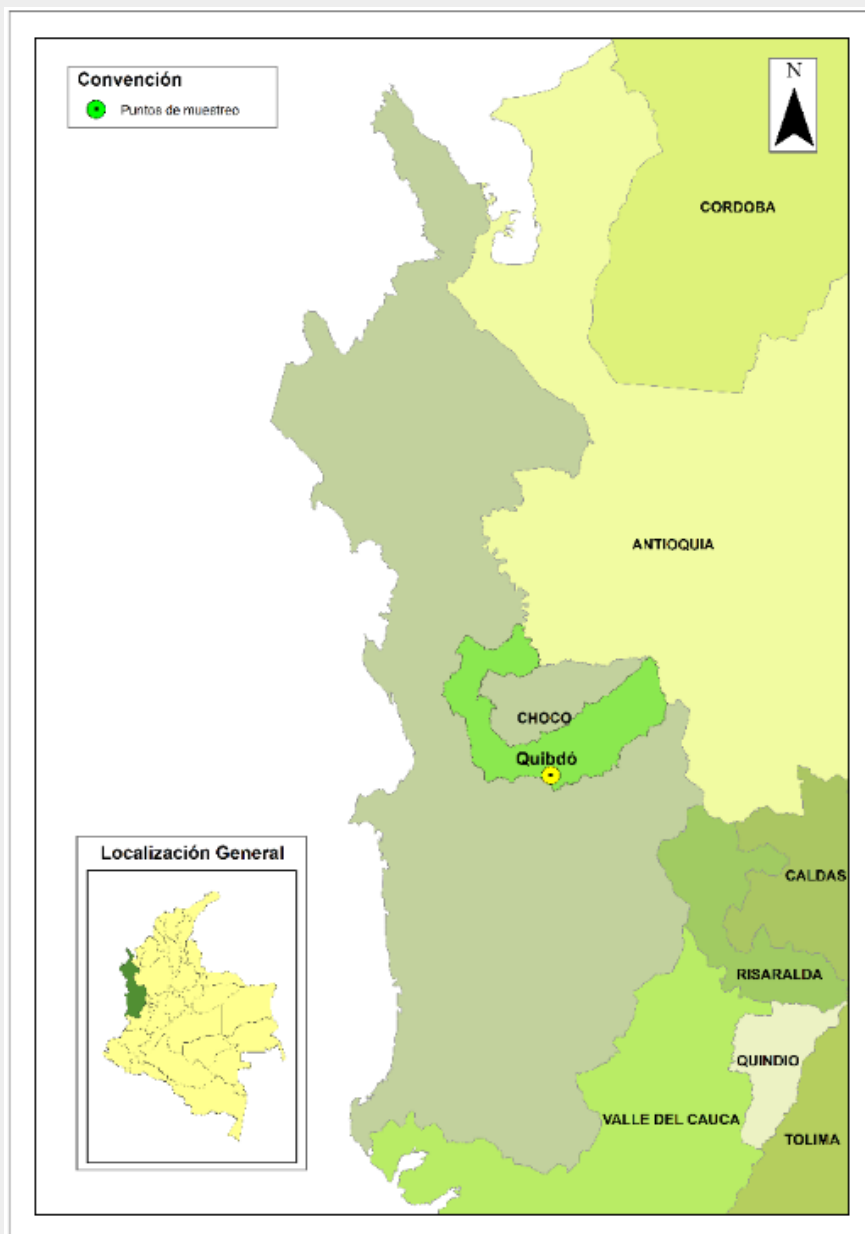 Convención
Puntos de muestreo
N
CORDOBA
ANTIOQUIA
CHOCO
Quibdó
CALDAS
RISARALDA
QUINDIO
VALLE DEL CAUCA
TOLIMA
Localización General